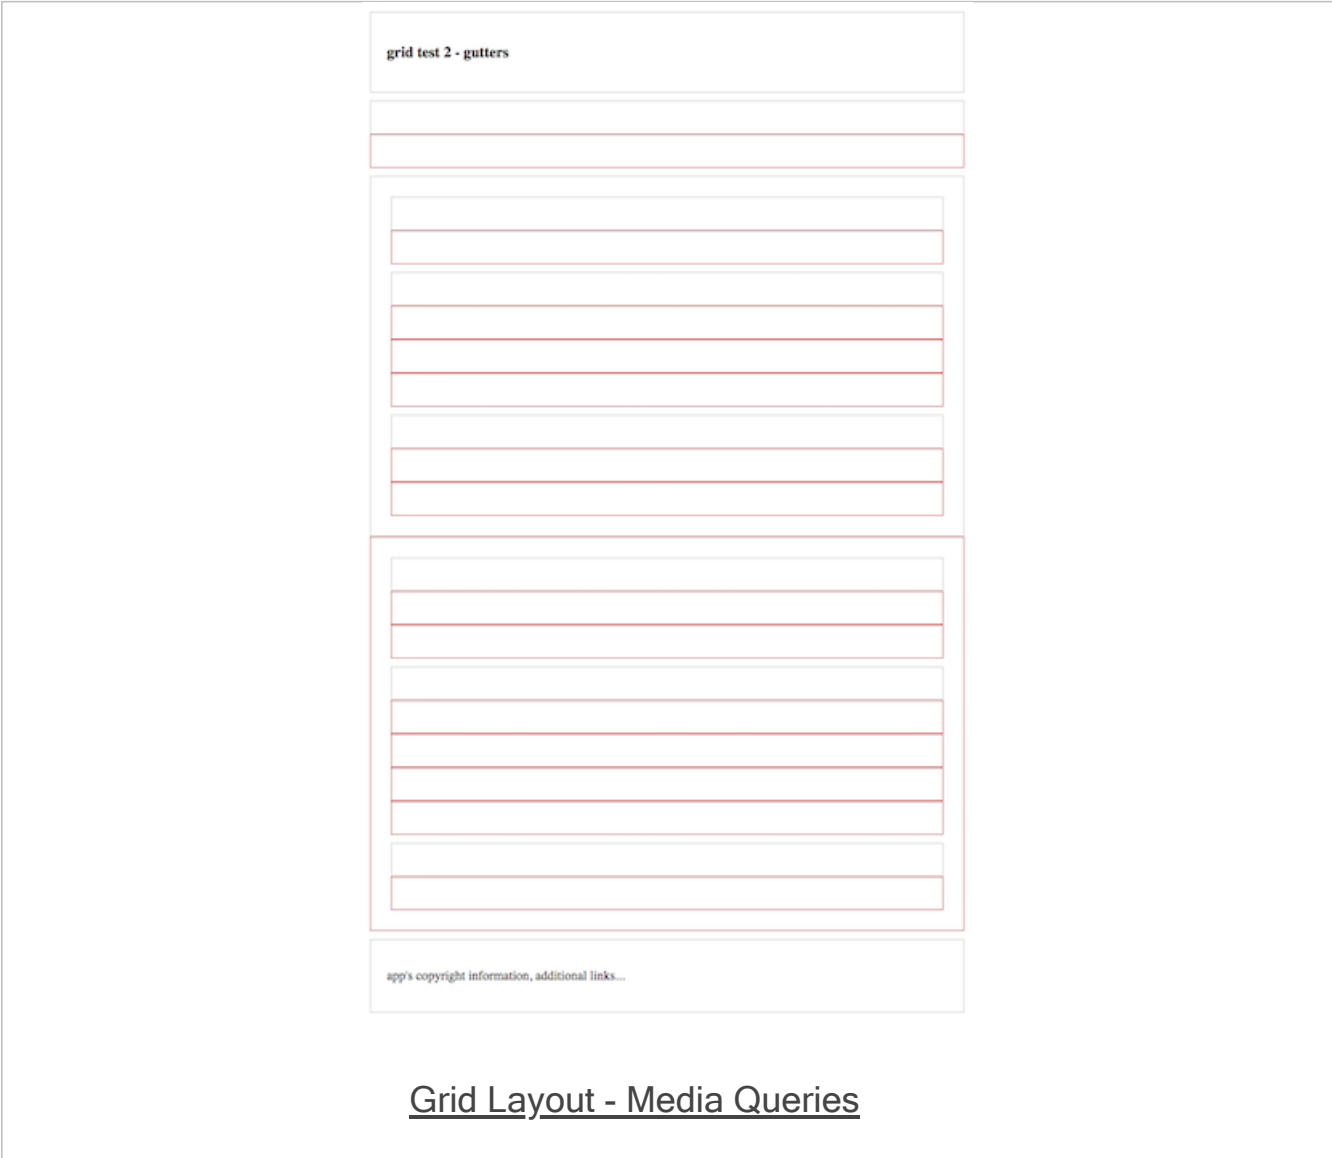 grid test 2 - gutters
app's copyright information, additional links...
Grid Layout - Media Queries